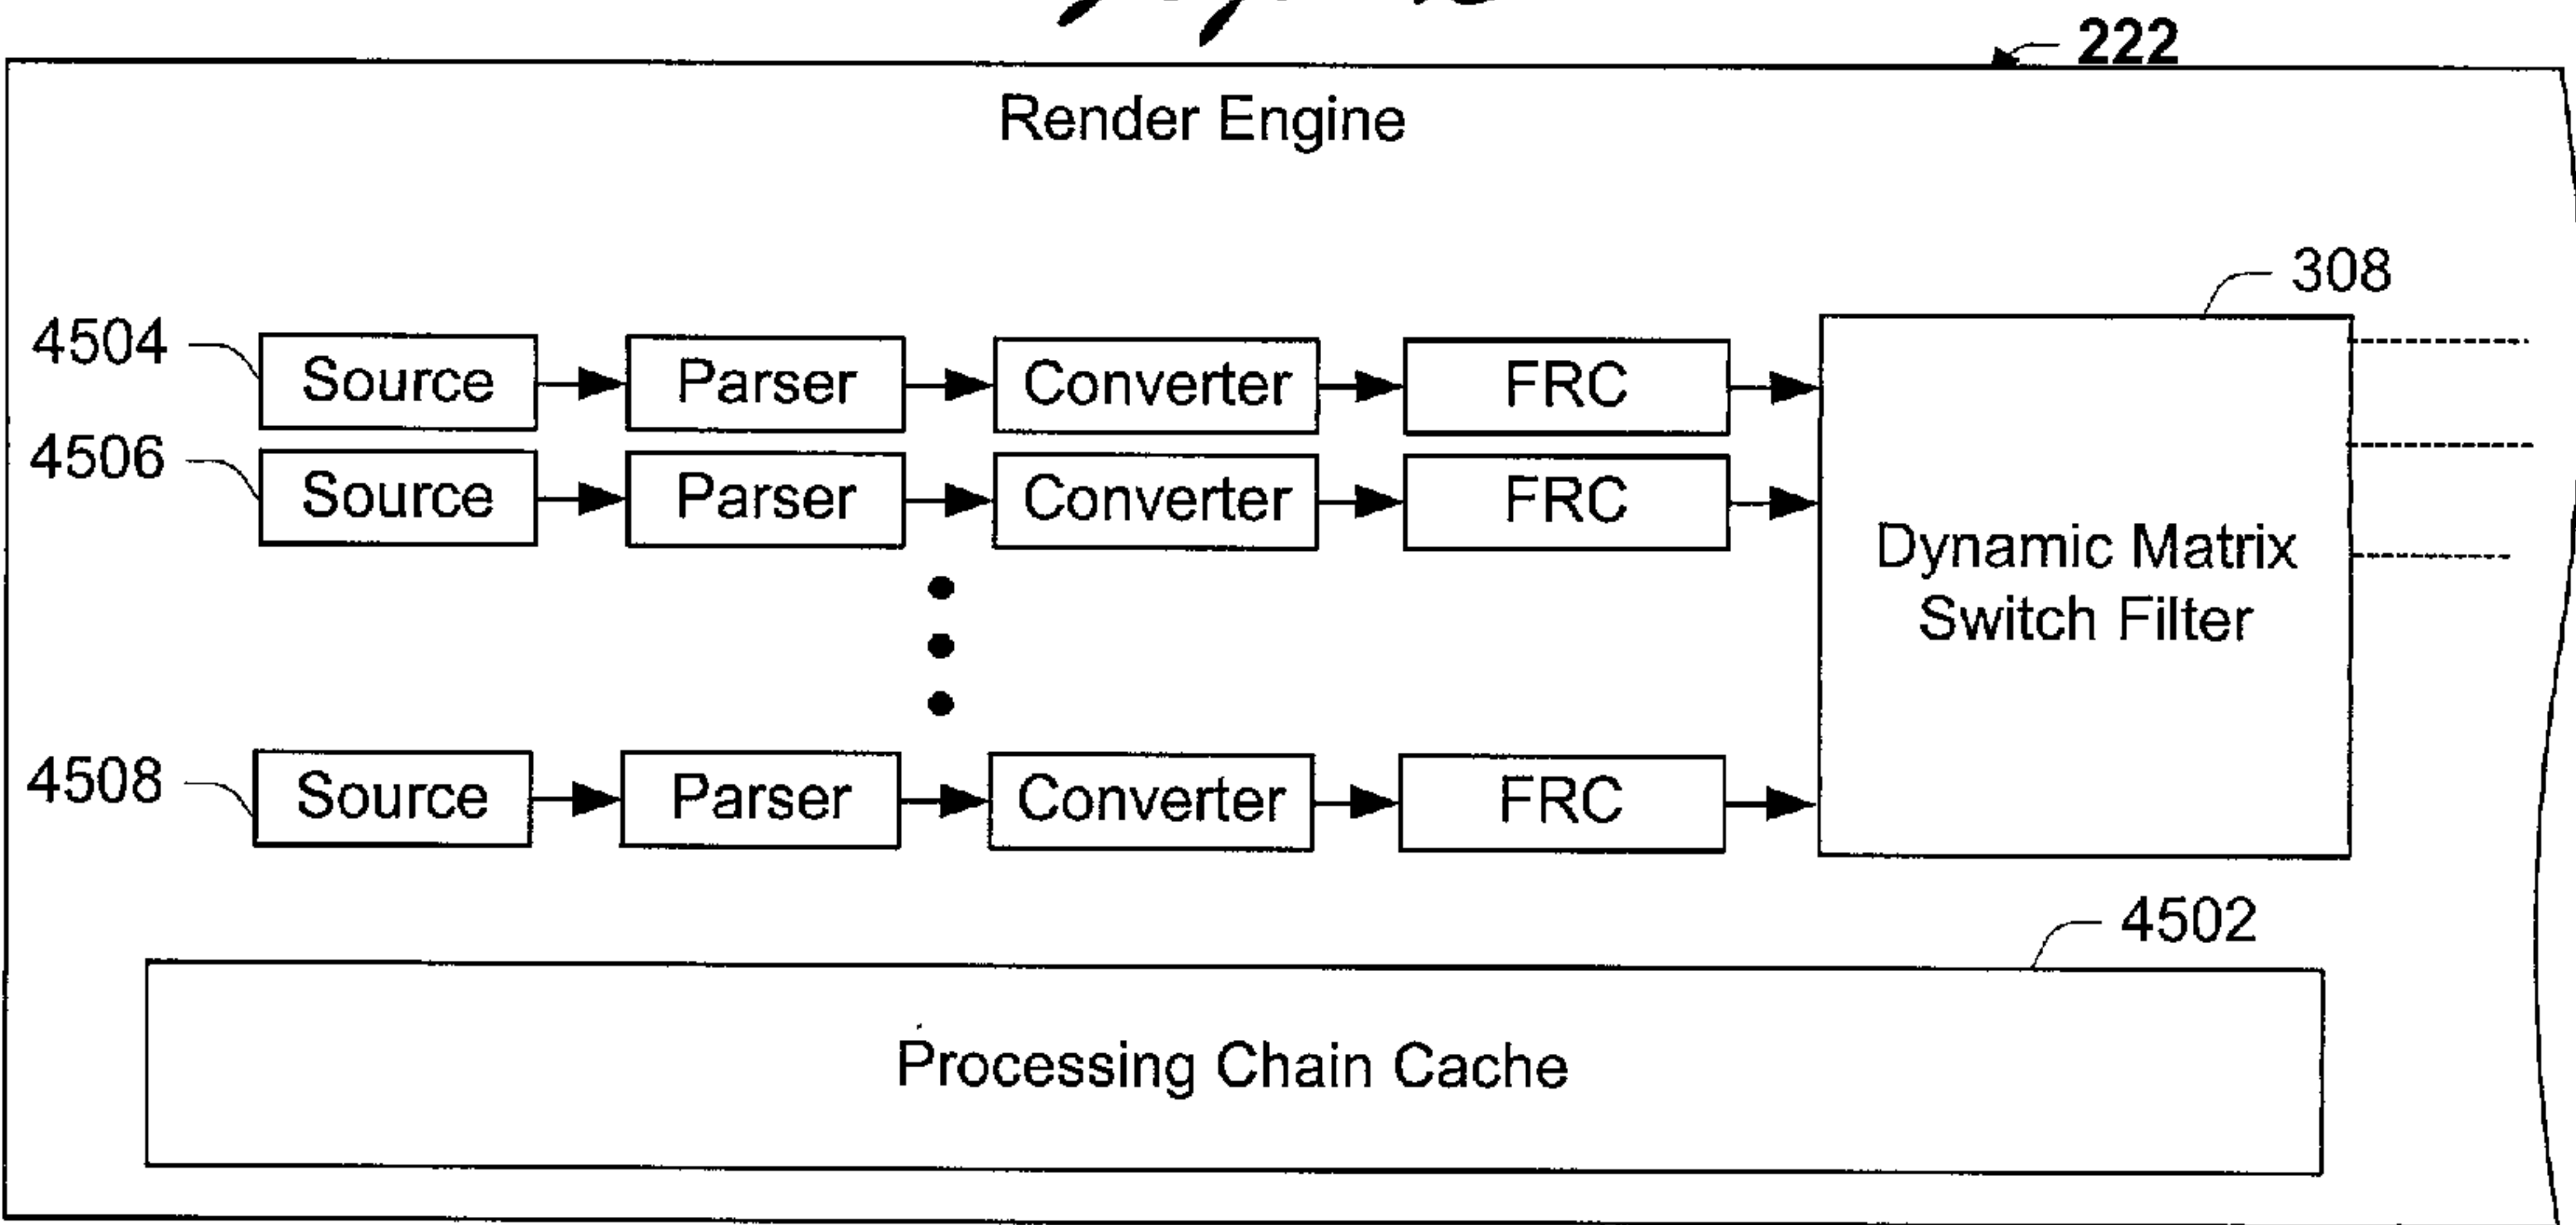 222
Render Engine
308
4504 Source Parser Converter FRC
4506 Source Parser Converter FRC
Dynamic Matrix
Switch Filter
4508 Source Parser Converter FRC
4502
Processing Chain Cache